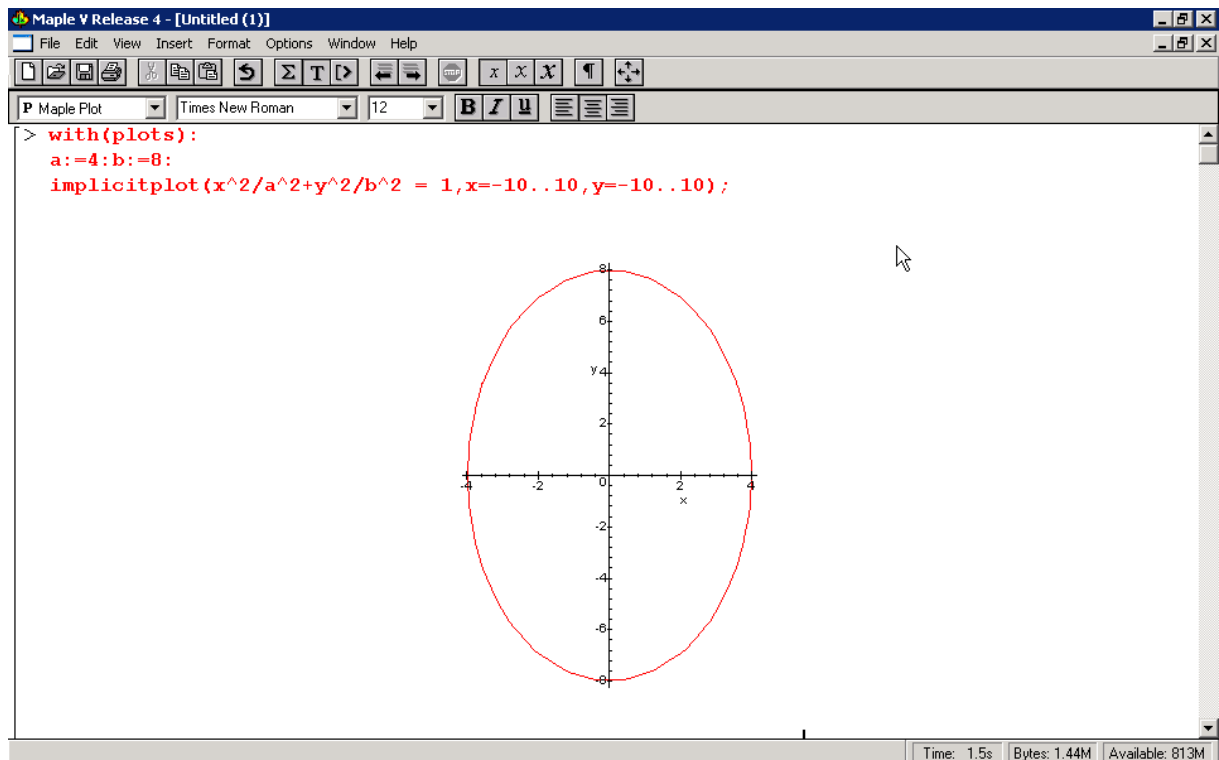 Maple V Release 4 - [Untitled (1)]
File Edit View Insert Format Options Window Help
Σ T [> STOP x x x ¶
P Maple Plot Times New Roman 12 B I u
[> with(plots):
a:=4:b:=8:
implicitplot(x^2/a^2+y^2/b^2 = 1,x=-10..10,y=-10..10);
8
6
y 4
2
-4 -2 0 2 4
x
-2
-4
-6
-8
Time: 1.5s Bytes: 1.44M Available: 813M